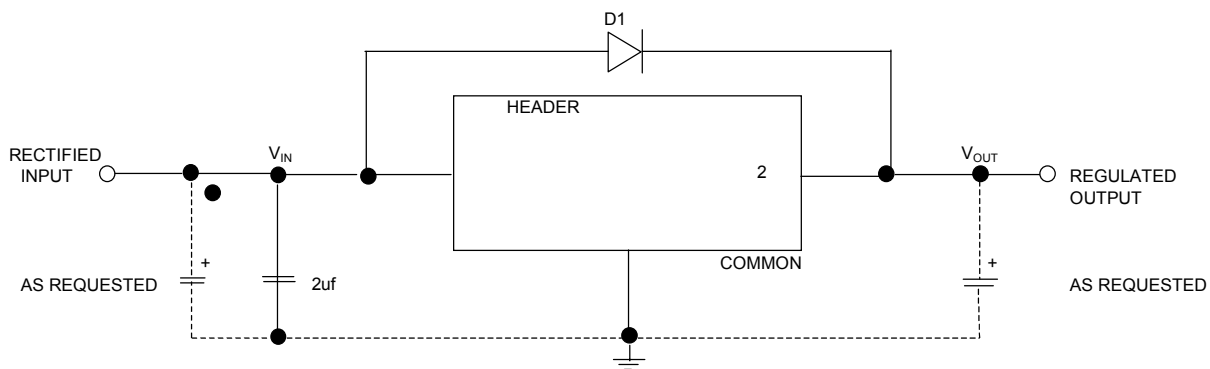 D1
HEADER
RECTIFIED
INPUT
VIN
2
VOUT
REGULATED
OUTPUT
COMMON
+
+
AS REQUESTED
2uf
AS REQUESTED